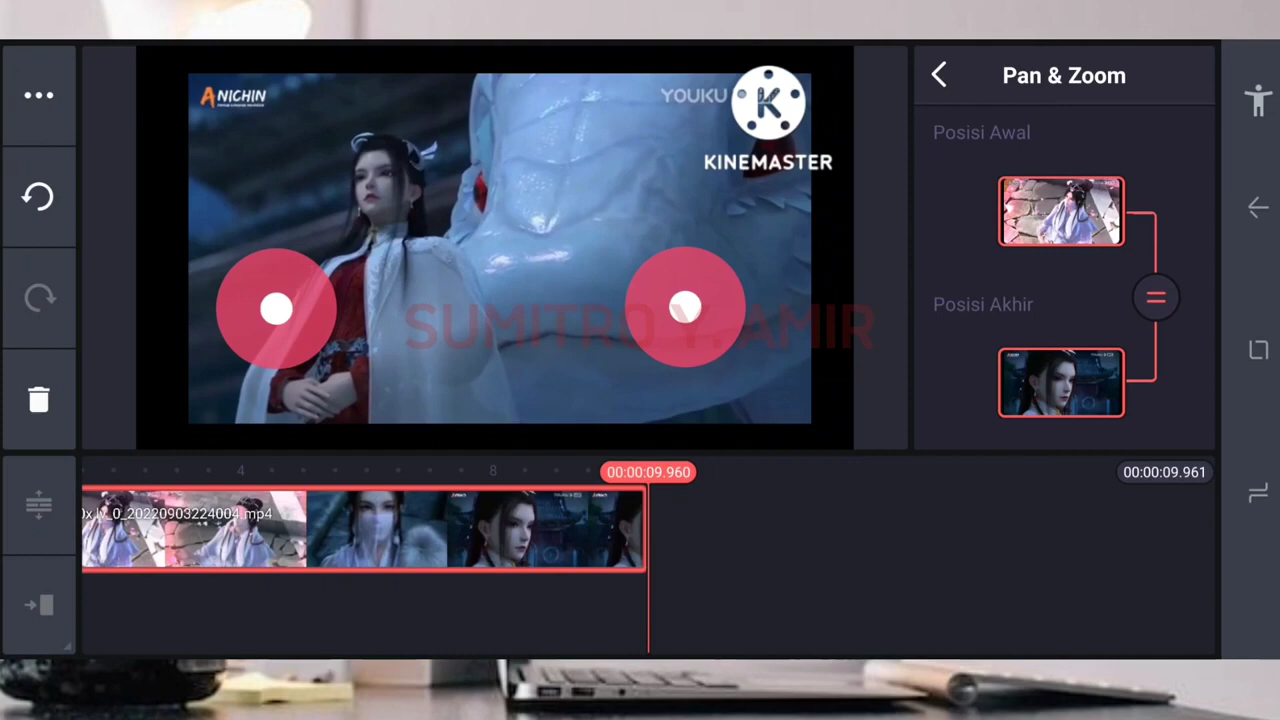 ANICHIN
YOUKU
KINEMASTER
SUMITRO Y. AMIR
Pan & Zoom
Posisi Awal
Posisi Akhir
4
8
00:00:09.960
00:00:09.961
_0_20220903224004.mp4